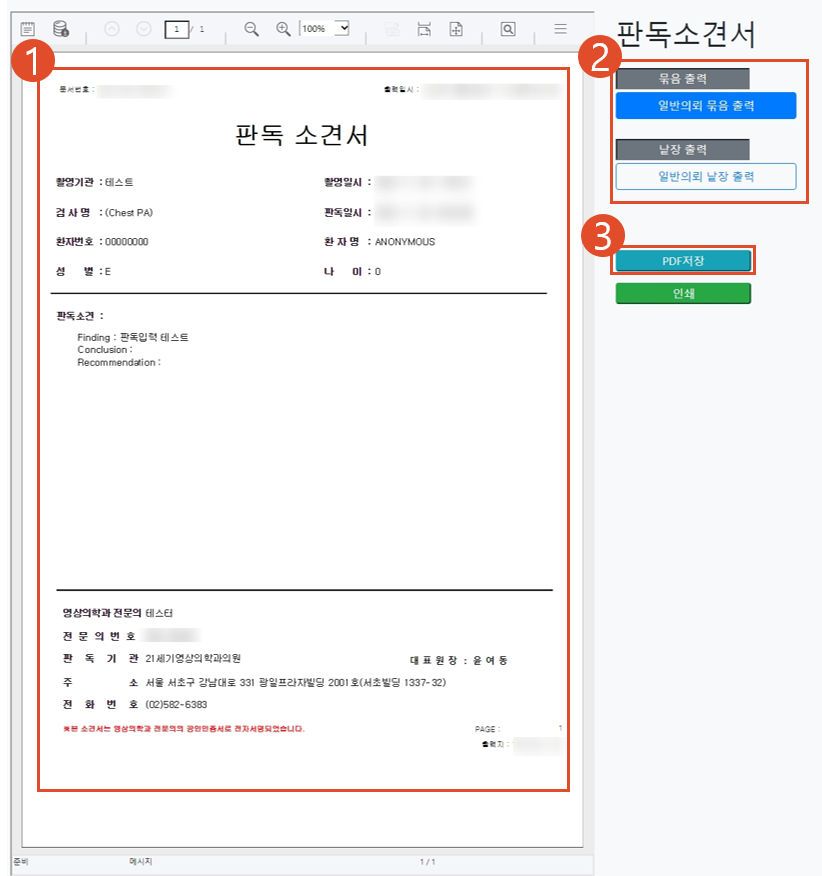 1 / 1 100%
판독소견서
1
2
문서번호 :
출력일시 :
묶음 출력
일반의뢰 묶음 출력
판독 소견서
낱장 출력
일반의뢰 낱장 출력
촬영기관 : 테스트
촬영일시 :
검 사 명 : (Chest PA)
판독일시 :
환자번호 : 00000000
환 자 명 : ANONYMOUS
3
PDF저장
성 별 : E
나 이 : 0
인쇄
판독소견 :
Finding : 판독입력 테스트
Conclusion :
Recommendation :
영상의학과 전문의 테스터
전 문 의 번 호
판 독 기 관 21세기영상의학과의원
대 표 원 장 : 윤 여 동
주 소 서울 서초구 강남대로 331 광일프라자빌딩 2001호(서초빌딩 1337-32)
전 화 번 호 (02)582-6383
※본 소견서는 영상의학과 전문의의 공인인증서로 전자서명되었습니다.
PAGE : 1
출력지 :
준비 메시지 1 / 1